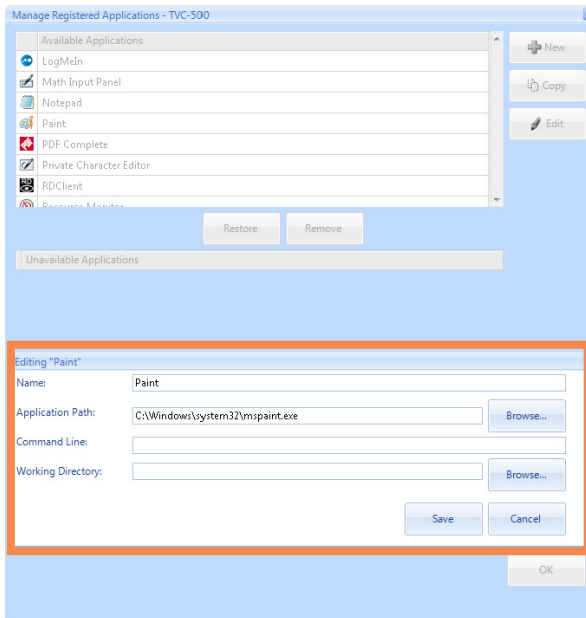 Manage Registered Applications - TVC-500
Available Applications
LogMeIn
Math Input Panel
Notepad
Paint
PDF Complete
Private Character Editor
RDClient
Resource Monitor
New
Copy
Edit
Restore Remove
Unavailable Applications
Editing "Paint"
Name: Paint
Application Path: C:\Windows\system32\mspaint.exe Browse...
Command Line:
Working Directory: Browse...
Save Cancel
OK